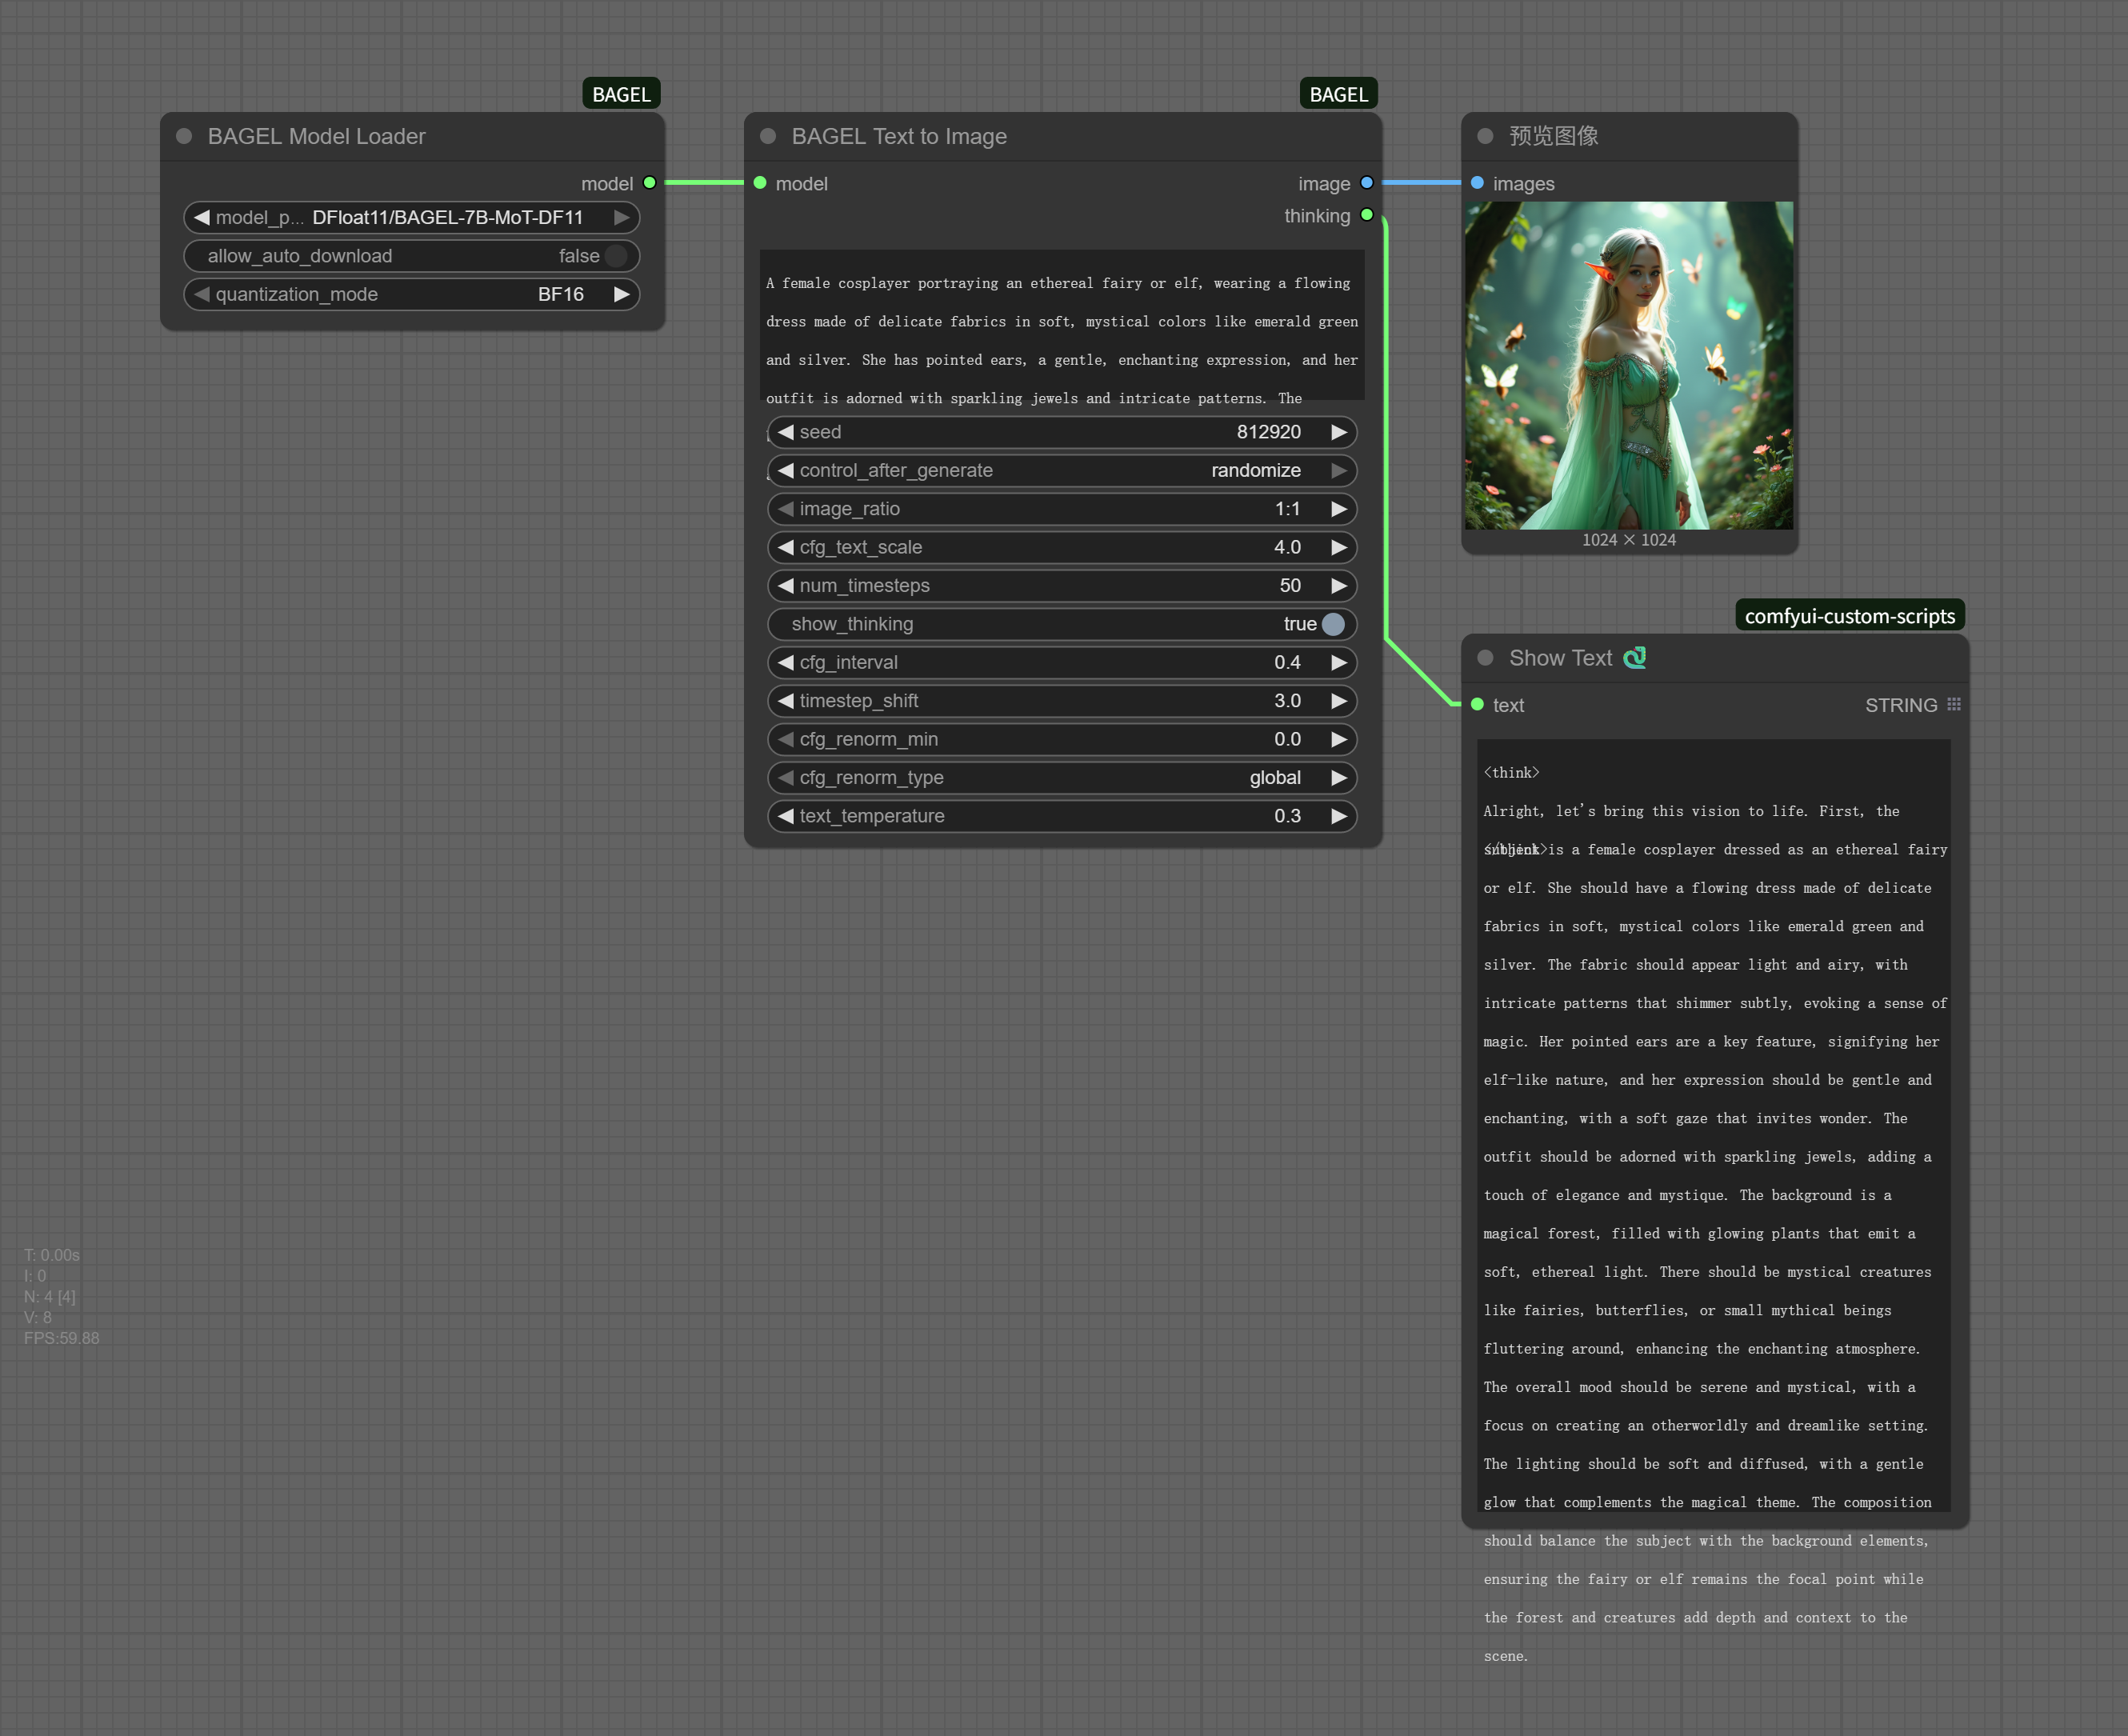 BAGEL
BAGEL Model Loader
model
model_p... DFloat11/BAGEL-7B-MoT-DF11
allow_auto_download false
quantization_mode BF16
BAGEL
BAGEL Text to Image
model
image
thinking
A female cosplayer portraying an ethereal fairy or elf, wearing a flowing
dress made of delicate fabrics in soft, mystical colors like emerald green
and silver. She has pointed ears, a gentle, enchanting expression, and her
outfit is adorned with sparkling jewels and intricate patterns. The
seed 812920
control_after_generate randomize
image_ratio 1:1
cfg_text_scale 4.0
num_timesteps 50
show_thinking true
cfg_interval 0.4
timestep_shift 3.0
cfg_renorm_min 0.0
cfg_renorm_type global
text_temperature 0.3
预览图像
images
1024 × 1024
comfyui-custom-scripts
Show Text 🐍
text STRING
<think>
Alright, let's bring this vision to life. First, the
subject is a female cosplayer dressed as an ethereal fairy
</think>
or elf. She should have a flowing dress made of delicate
fabrics in soft, mystical colors like emerald green and
silver. The fabric should appear light and airy, with
intricate patterns that shimmer subtly, evoking a sense of
magic. Her pointed ears are a key feature, signifying her
elf-like nature, and her expression should be gentle and
enchanting, with a soft gaze that invites wonder. The
outfit should be adorned with sparkling jewels, adding a
touch of elegance and mystique. The background is a
magical forest, filled with glowing plants that emit a
soft, ethereal light. There should be mystical creatures
like fairies, butterflies, or small mythical beings
fluttering around, enhancing the enchanting atmosphere.
The overall mood should be serene and mystical, with a
focus on creating an otherworldly and dreamlike setting.
The lighting should be soft and diffused, with a gentle
glow that complements the magical theme. The composition
should balance the subject with the background elements,
ensuring the fairy or elf remains the focal point while
the forest and creatures add depth and context to the
scene.
T: 0.00s
I: 0
N: 4 [4]
V: 8
FPS:59.88